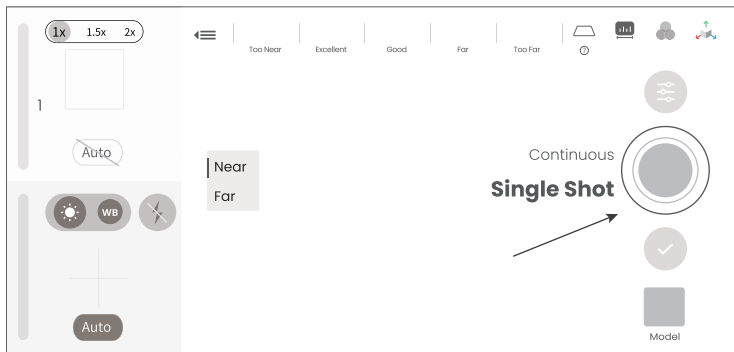 1x 1.5x 2x
1
Auto
WB
Auto
Too Near Excellent Good Far Too Far ?
Near
Far
Continuous
Single Shot
Model